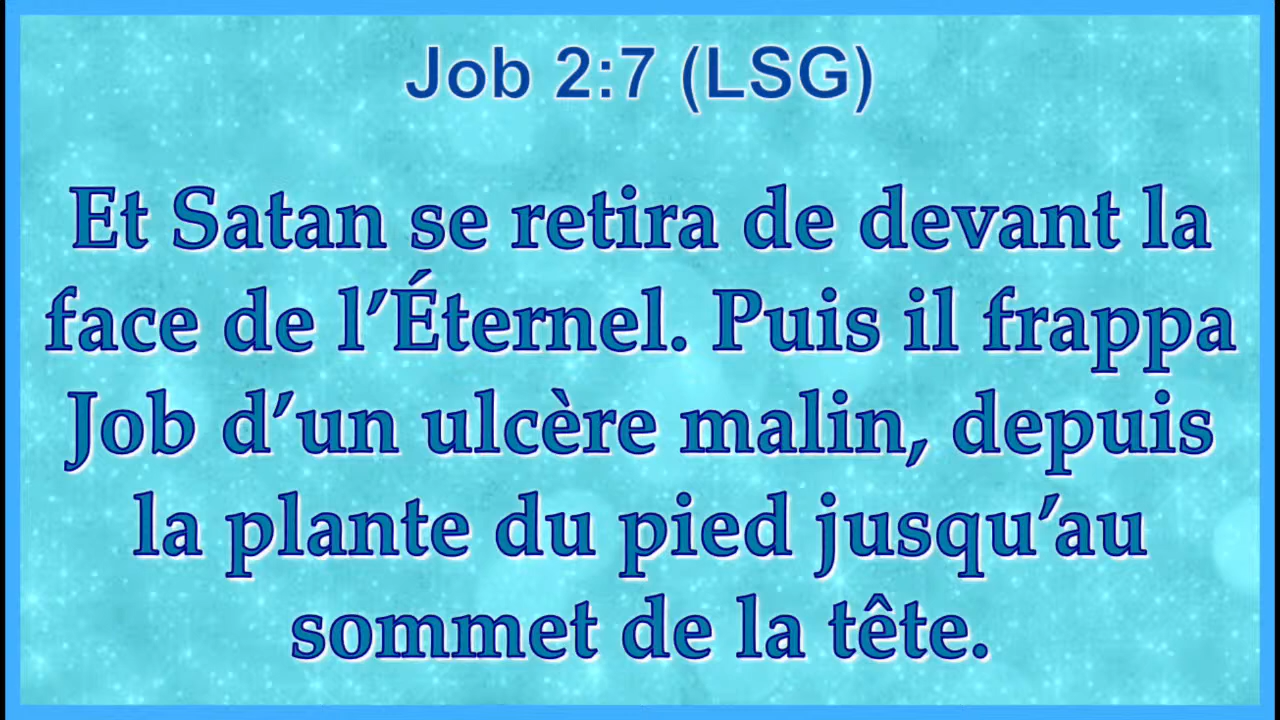 Job 2:7 (LSG)
Et Satan se retira de devant la
face de l’Éternel. Puis il frappa
Job d’un ulcère malin, depuis
la plante du pied jusqu’au
sommet de la tête.